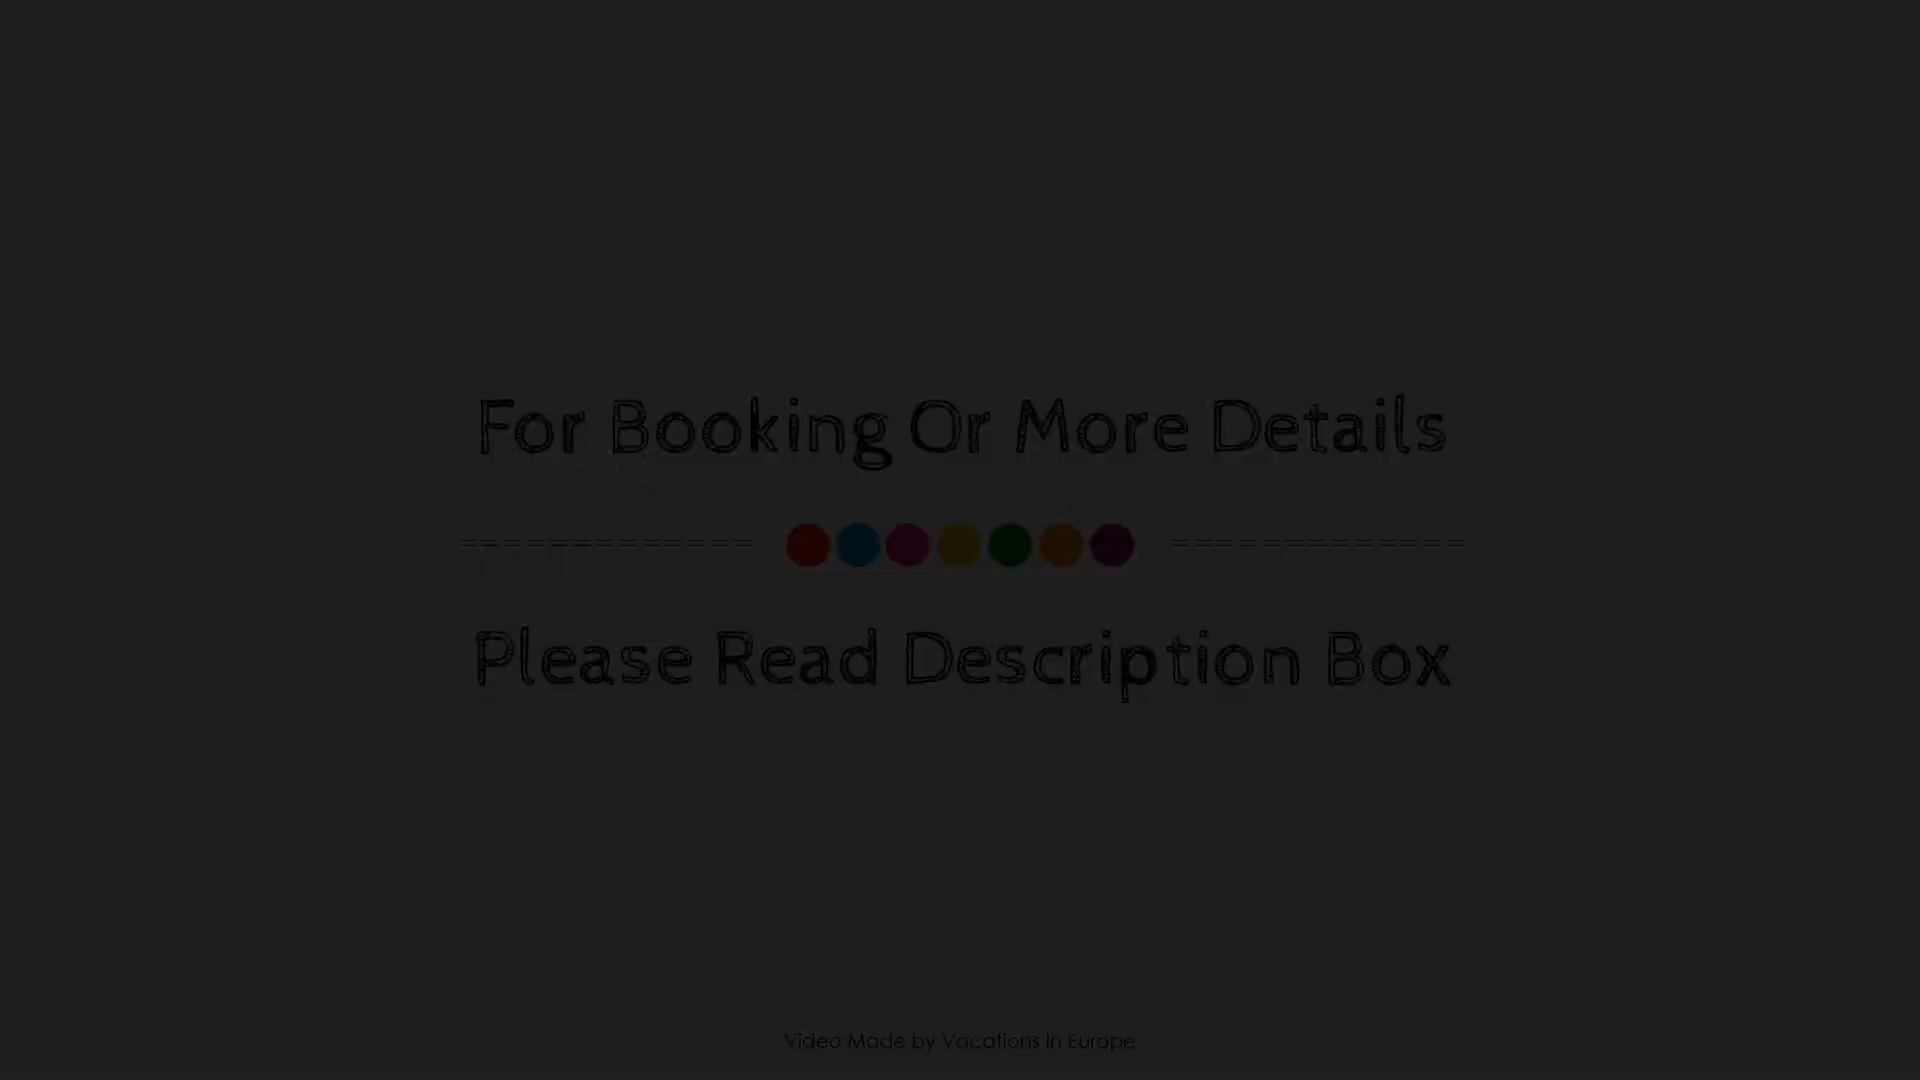 For Booking Or More Details
============= =============
Please Read Description Box
Video Made by Vacations In Europe